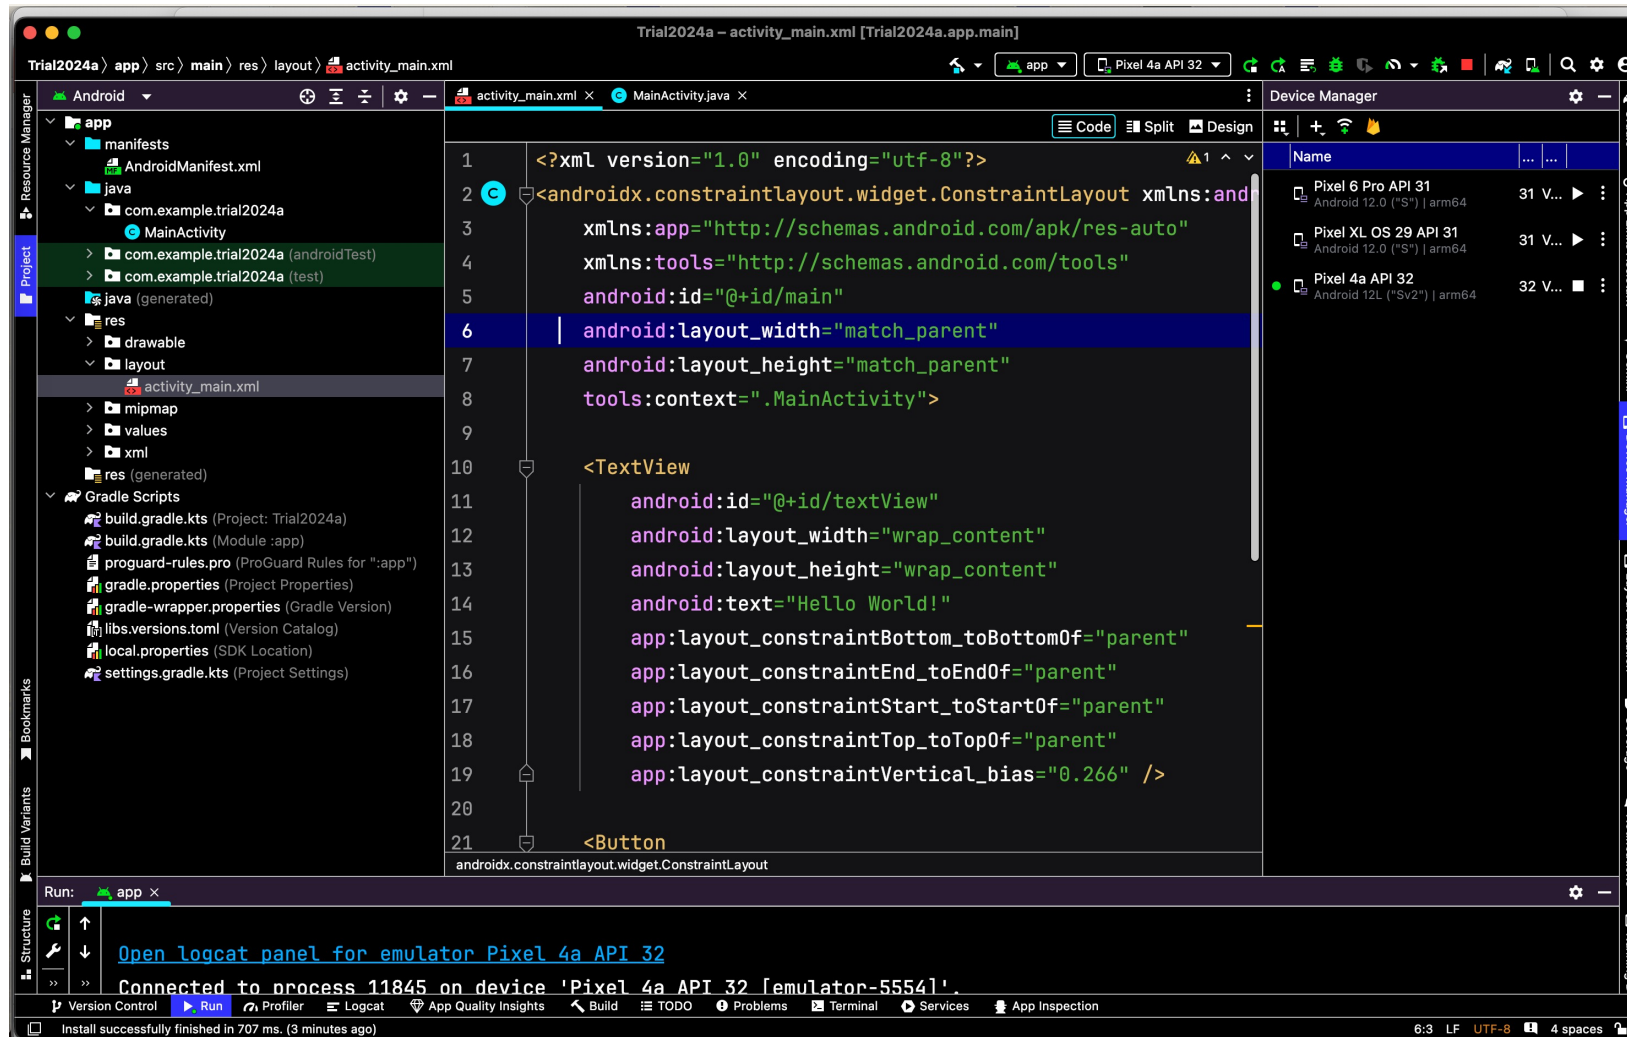 Trial2024a – activity_main.xml [Trial2024a.app.main]
Trial2024a 〉 app 〉 src 〉 main 〉 res 〉 layout 〉 activity_main.xml
app
Pixel 4a API 32
Android
activity_main.xml
MainActivity.java
Device Manager
Code
Split
Design
Resource Manager
Project
Bookmarks
Build Variants
Structure
app
manifests
AndroidManifest.xml
java
com.example.trial2024a
MainActivity
com.example.trial2024a (androidTest)
com.example.trial2024a (test)
java (generated)
res
drawable
layout
activity_main.xml
mipmap
values
xml
res (generated)
Gradle Scripts
build.gradle.kts (Project: Trial2024a)
build.gradle.kts (Module :app)
proguard-rules.pro (ProGuard Rules for ":app")
gradle.properties (Project Properties)
gradle-wrapper.properties (Gradle Version)
libs.versions.toml (Version Catalog)
local.properties (SDK Location)
settings.gradle.kts (Project Settings)
1 <?xml version="1.0" encoding="utf-8"?>
1
2 <androidx.constraintlayout.widget.ConstraintLayout xmlns:andr
3 xmlns:app="http://schemas.android.com/apk/res-auto"
4 xmlns:tools="http://schemas.android.com/tools"
5 android:id="@+id/main"
6 android:layout_width="match_parent"
7 android:layout_height="match_parent"
8 tools:context=".MainActivity">
9
10 <TextView
11 android:id="@+id/textView"
12 android:layout_width="wrap_content"
13 android:layout_height="wrap_content"
14 android:text="Hello World!"
15 app:layout_constraintBottom_toBottomOf="parent"
16 app:layout_constraintEnd_toEndOf="parent"
17 app:layout_constraintStart_toStartOf="parent"
18 app:layout_constraintTop_toTopOf="parent"
19 app:layout_constraintVertical_bias="0.266" />
20
21 <Button
androidx.constraintlayout.widget.ConstraintLayout
Name ... ...
Pixel 6 Pro API 31
Android 12.0 ("S") | arm64
31 V...
Pixel XL OS 29 API 31
Android 12.0 ("S") | arm64
31 V...
Pixel 4a API 32
Android 12L ("Sv2") | arm64
32 V...
Run: app
Open logcat panel for emulator Pixel 4a API 32
Connected to process 11845 on device 'Pixel 4a API 32 [emulator-5554]'.
Version Control
Run
Profiler
Logcat
App Quality Insights
Build
TODO
Problems
Terminal
Services
App Inspection
Install successfully finished in 707 ms. (3 minutes ago)
6:3 LF UTF-8 4 spaces